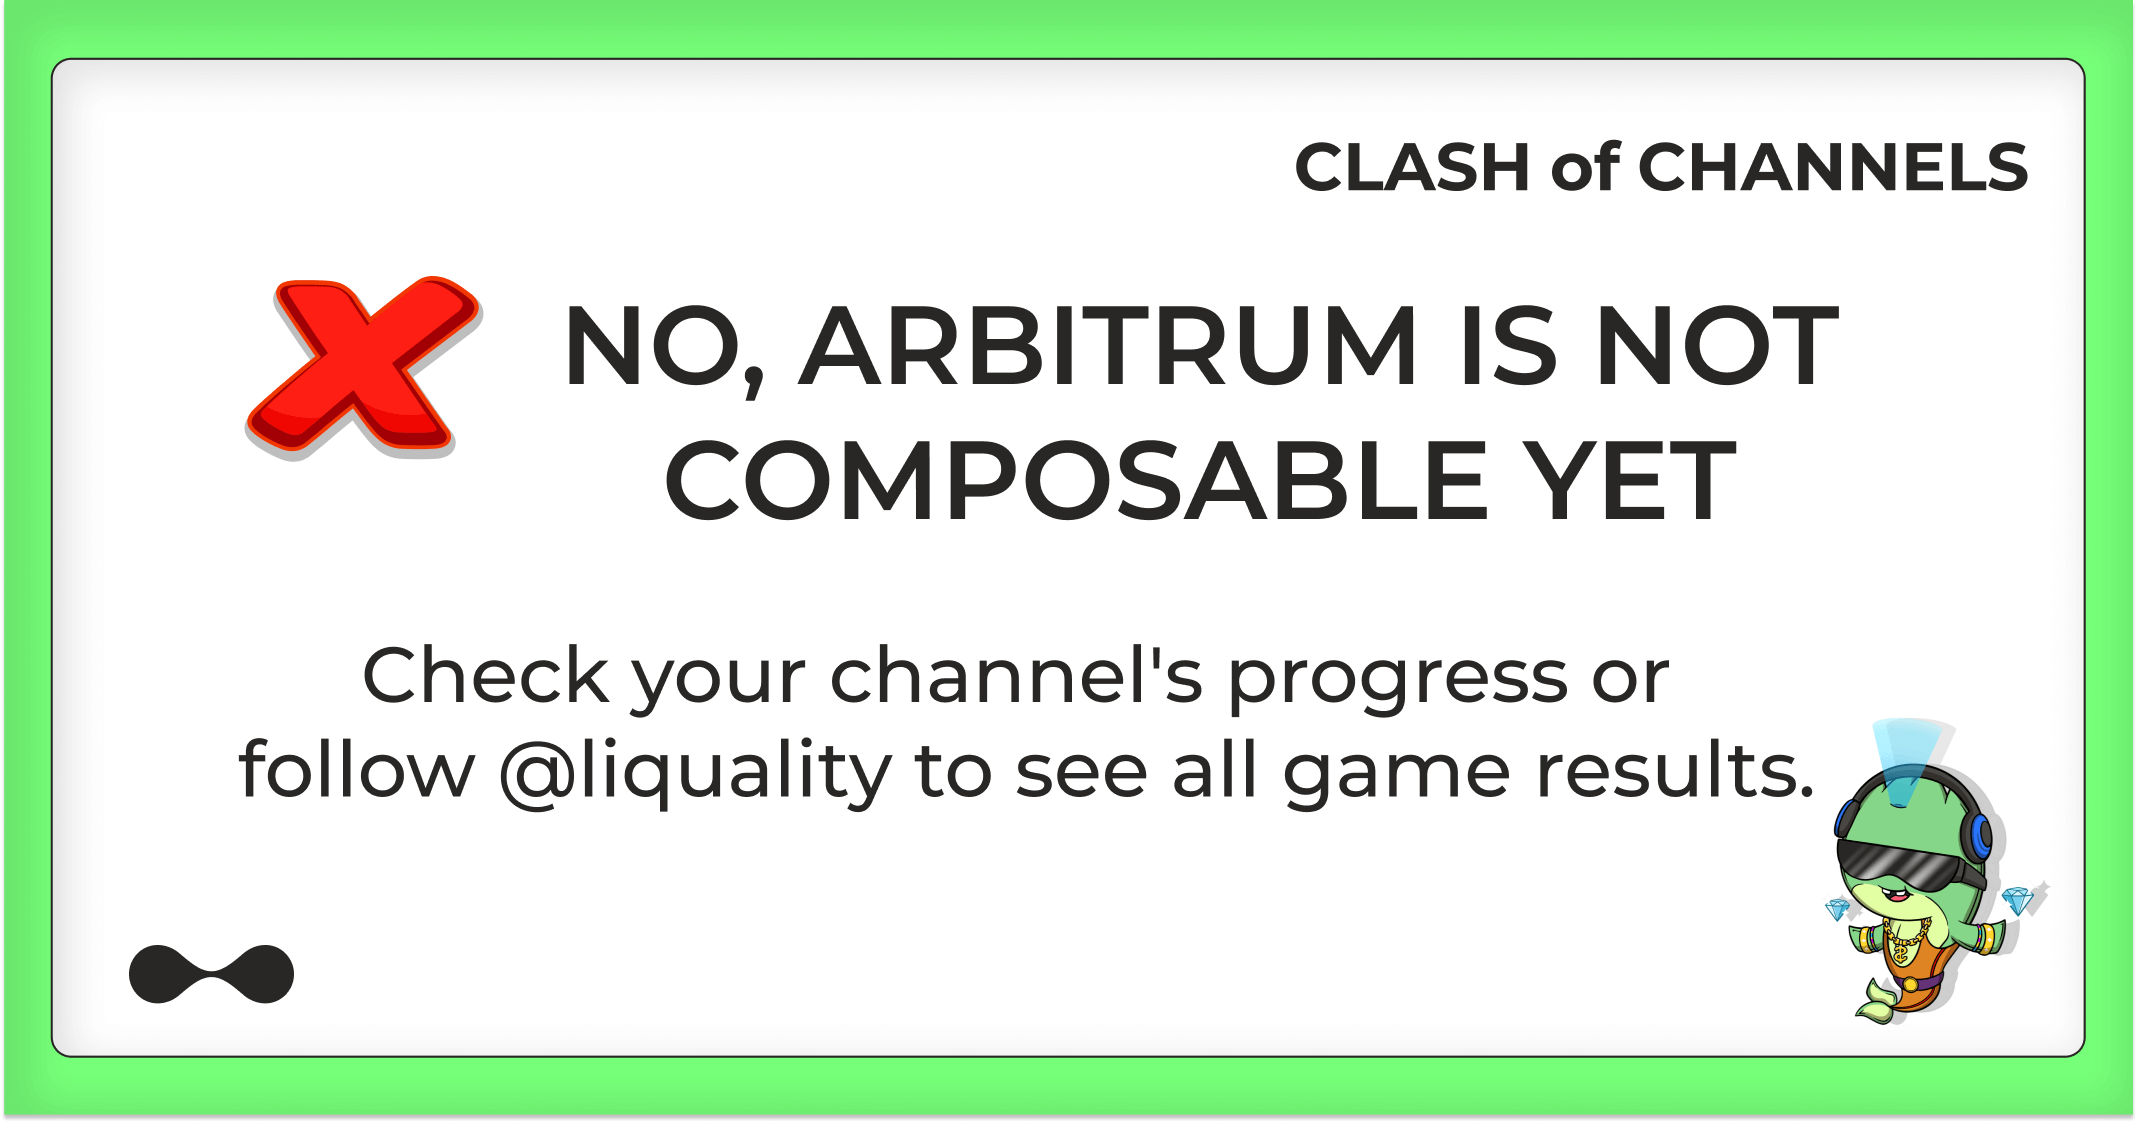 CLASH of CHANNELS
NO, ARBITRUM IS NOT
COMPOSABLE YET
Check your channel's progress or
follow @liquality to see all game results.